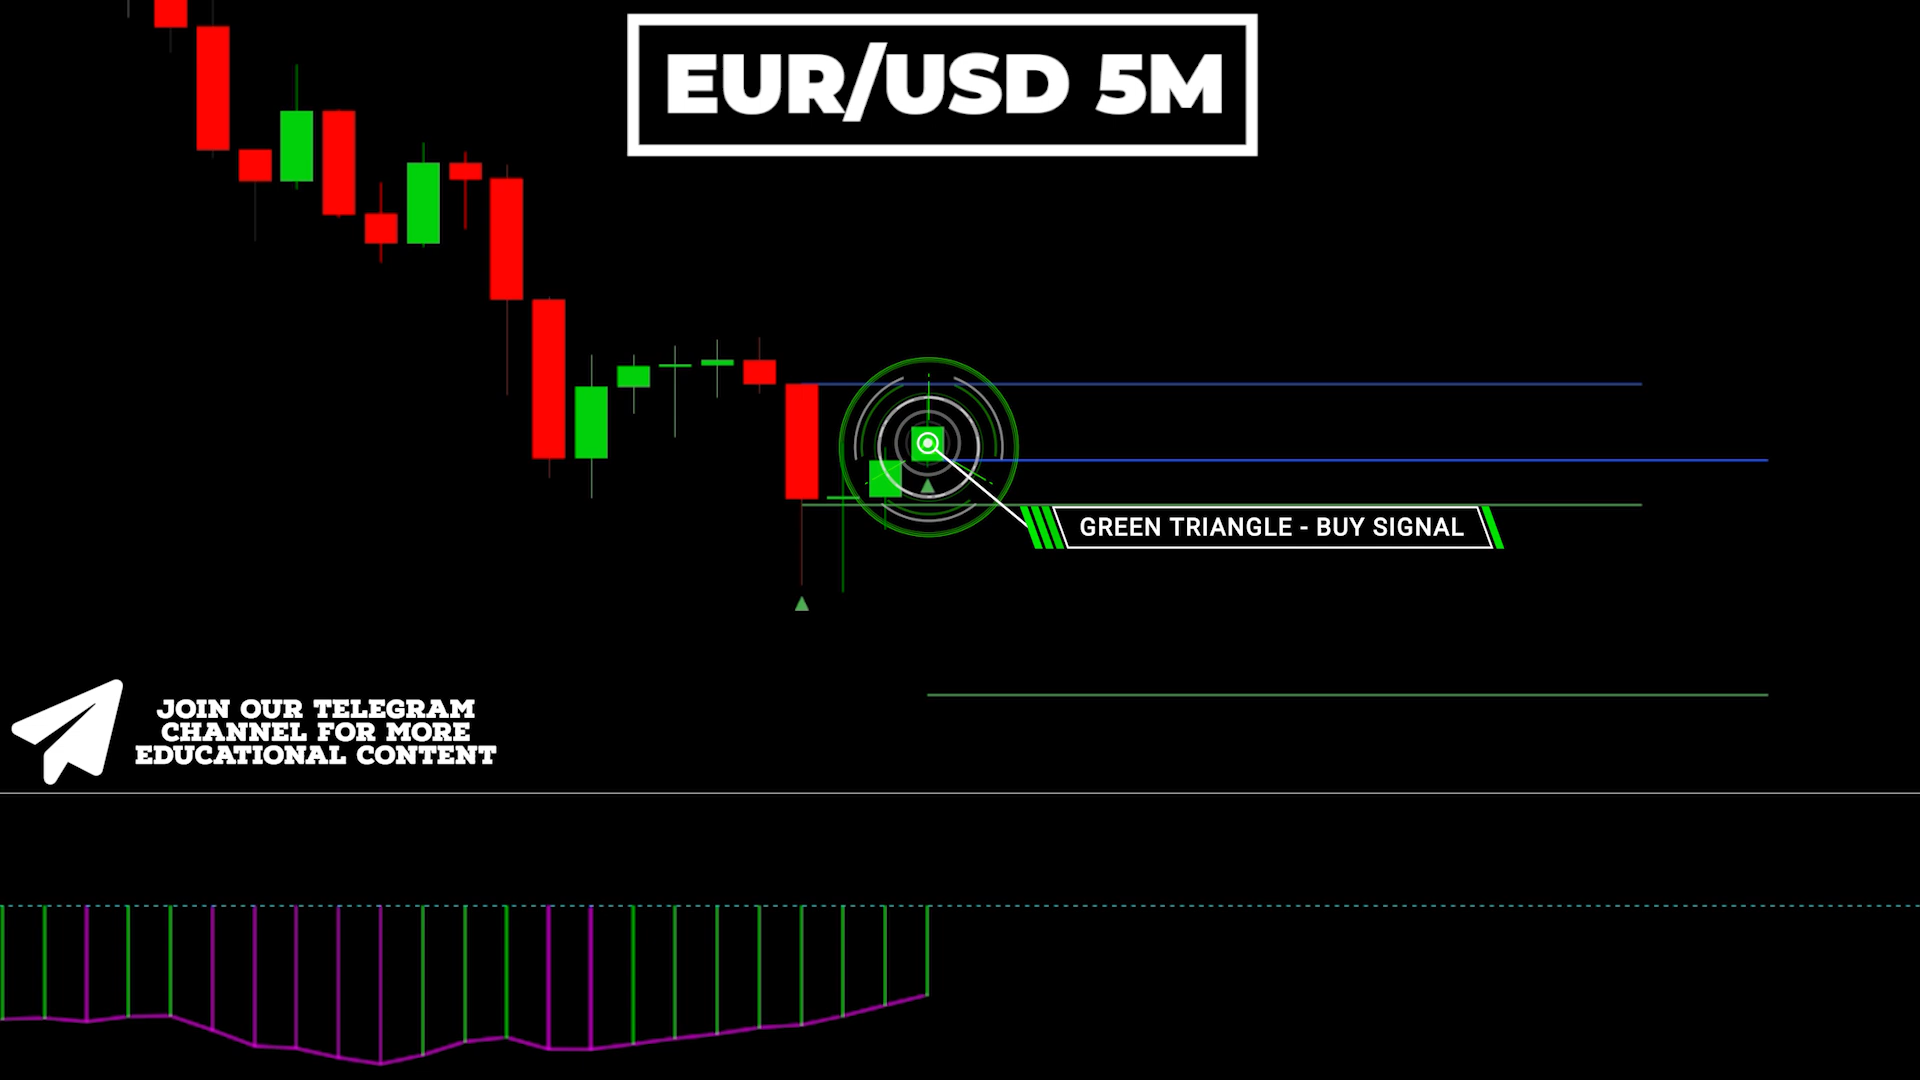 EUR/USD 5M
GREEN TRIANGLE - BUY SIGNAL
JOIN OUR TELEGRAM
CHANNEL FOR MORE
EDUCATIONAL CONTENT